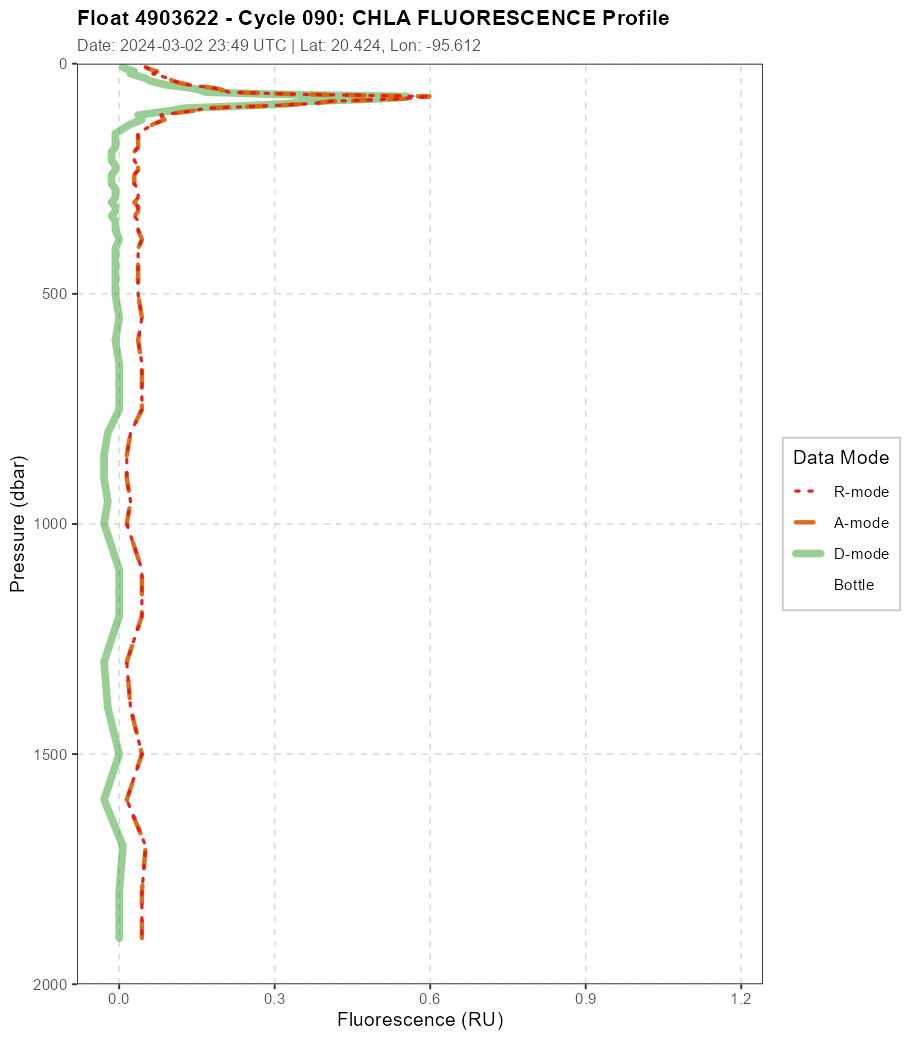 Float 4903622 - Cycle 090: CHLA FLUORESCENCE Profile
Date: 2024-03-02 23:49 UTC | Lat: 20.424, Lon: -95.612
0
500
1000
1500
2000
Pressure (dbar)
0.0
0.3
0.6
0.9
1.2
Fluorescence (RU)
Data Mode
R-mode
A-mode
D-mode
Bottle